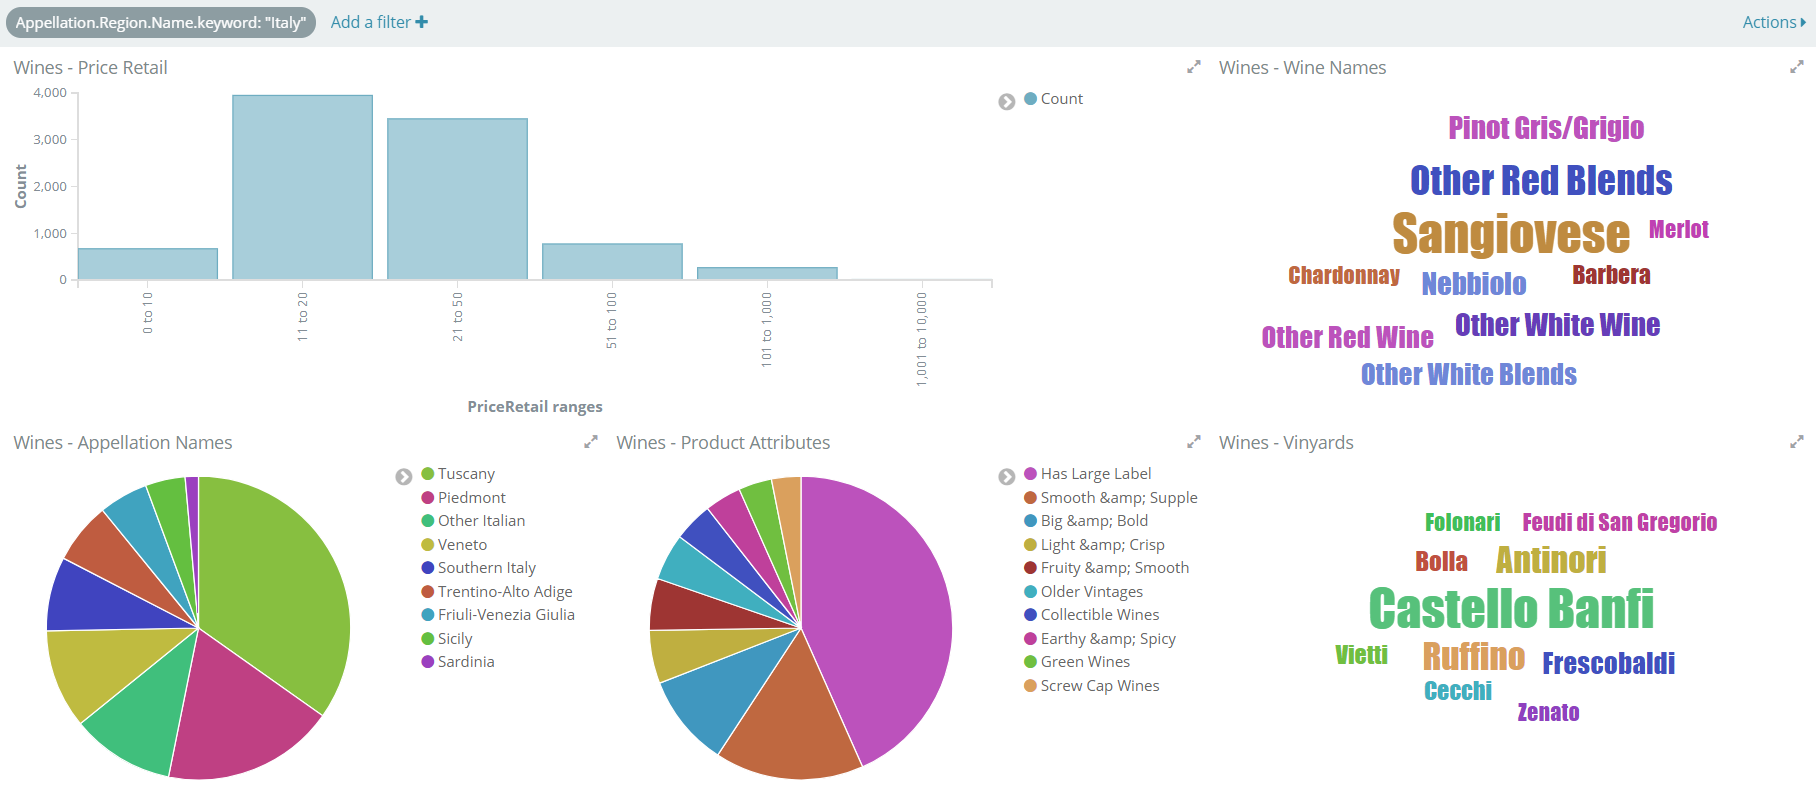 Appellation.Region.Name.keyword: "Italy"
Add a filter
Actions
Wines - Price Retail
4,000
3,000
2,000
1,000
0
Count
0 to 10
11 to 20
21 to 50
51 to 100
101 to 1,000
1,001 to 10,000
PriceRetail ranges
Count
Wines - Wine Names
Pinot Gris/Grigio
Other Red Blends
Sangiovese
Merlot
Chardonnay
Nebbiolo
Barbera
Other Red Wine
Other White Wine
Other White Blends
Wines - Appellation Names
Tuscany
Piedmont
Other Italian
Veneto
Southern Italy
Trentino-Alto Adige
Friuli-Venezia Giulia
Sicily
Sardinia
Wines - Product Attributes
Has Large Label
Smooth &amp; Supple
Big &amp; Bold
Light &amp; Crisp
Fruity &amp; Smooth
Older Vintages
Collectible Wines
Earthy &amp; Spicy
Green Wines
Screw Cap Wines
Wines - Vinyards
Folonari
Feudi di San Gregorio
Bolla
Antinori
Castello Banfi
Vietti
Ruffino
Frescobaldi
Cecchi
Zenato